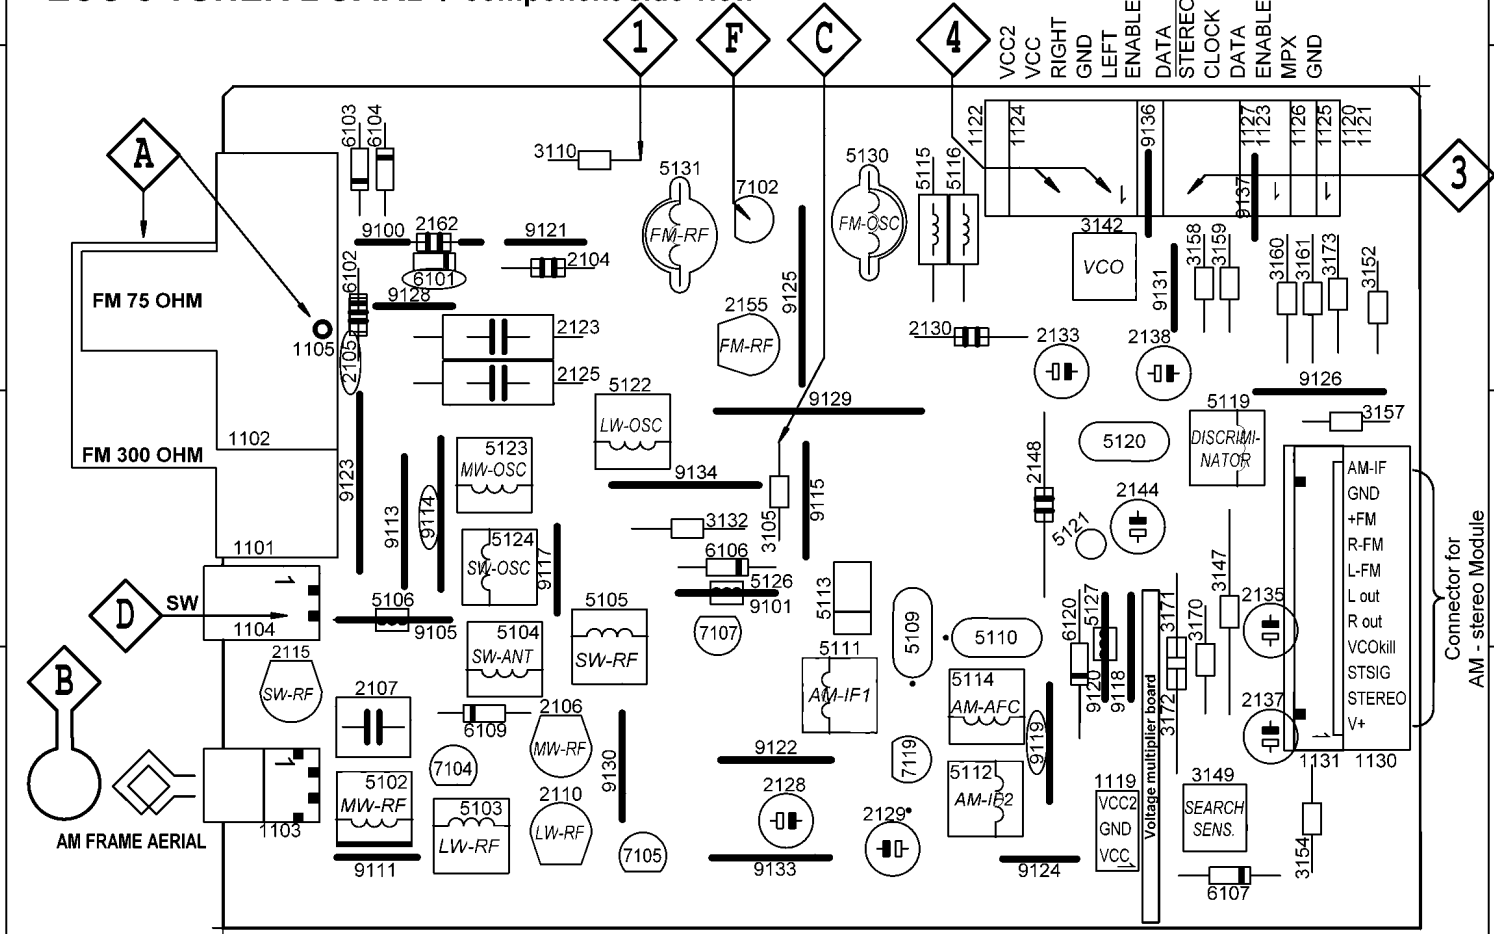 1
F
C
4
VCC2
VCC
RIGHT
GND
LEFT
ENABLE
DATA
STEREO
CLOCK
DATA
ENABLE
MPX
GND
A
6103
6104
3110
5131
7102
5130
5115
5116
1122
1124
9136
1127
1123
1126
1125
1120
1121
3
9100
2162
9121
FM-RF
FM-OSC
9137
3142
VCO
3158
3159
3160
3161
3173
3152
6102
6101
2104
9128
9125
9131
FM 75 OHM
1105
2105
2123
2125
2155
FM-RF
2130
2133
2138
9126
5122
LW-OSC
9129
5119
DISCRIMI-
NATOR
3157
1102
FM 300 OHM
9123
5123
MW-OSC
9134
2148
5120
AM-IF
GND
+FM
R-FM
L-FM
L out
R out
VCOkill
STSIG
STEREO
V+
Connector for
AM - stereo Module
9113
9114
3132
3105
9115
2144
5121
1101
5124
SW-OSC
9117
6106
5126
9101
5113
3147
D
SW
1104
5106
9105
5105
SW-RF
7107
5109
5110
6120
5127
3171
3170
2135
5104
SW-ANT
5111
AM-IF1
9120
9118
3172
B
2115
SW-RF
2107
6109
2106
MW-RF
5114
AM-AFC
9119
2137
9130
9122
7119
1131
1130
7104
5102
MW-RF
5103
LW-RF
2110
LW-RF
2128
5112
AM-IF2
1119
VCC2
GND
VCC
Voltage multiplier board
3149
SEARCH
SENS.
1103
AM FRAME AERIAL
2129
3154
9111
7105
9133
9124
6107